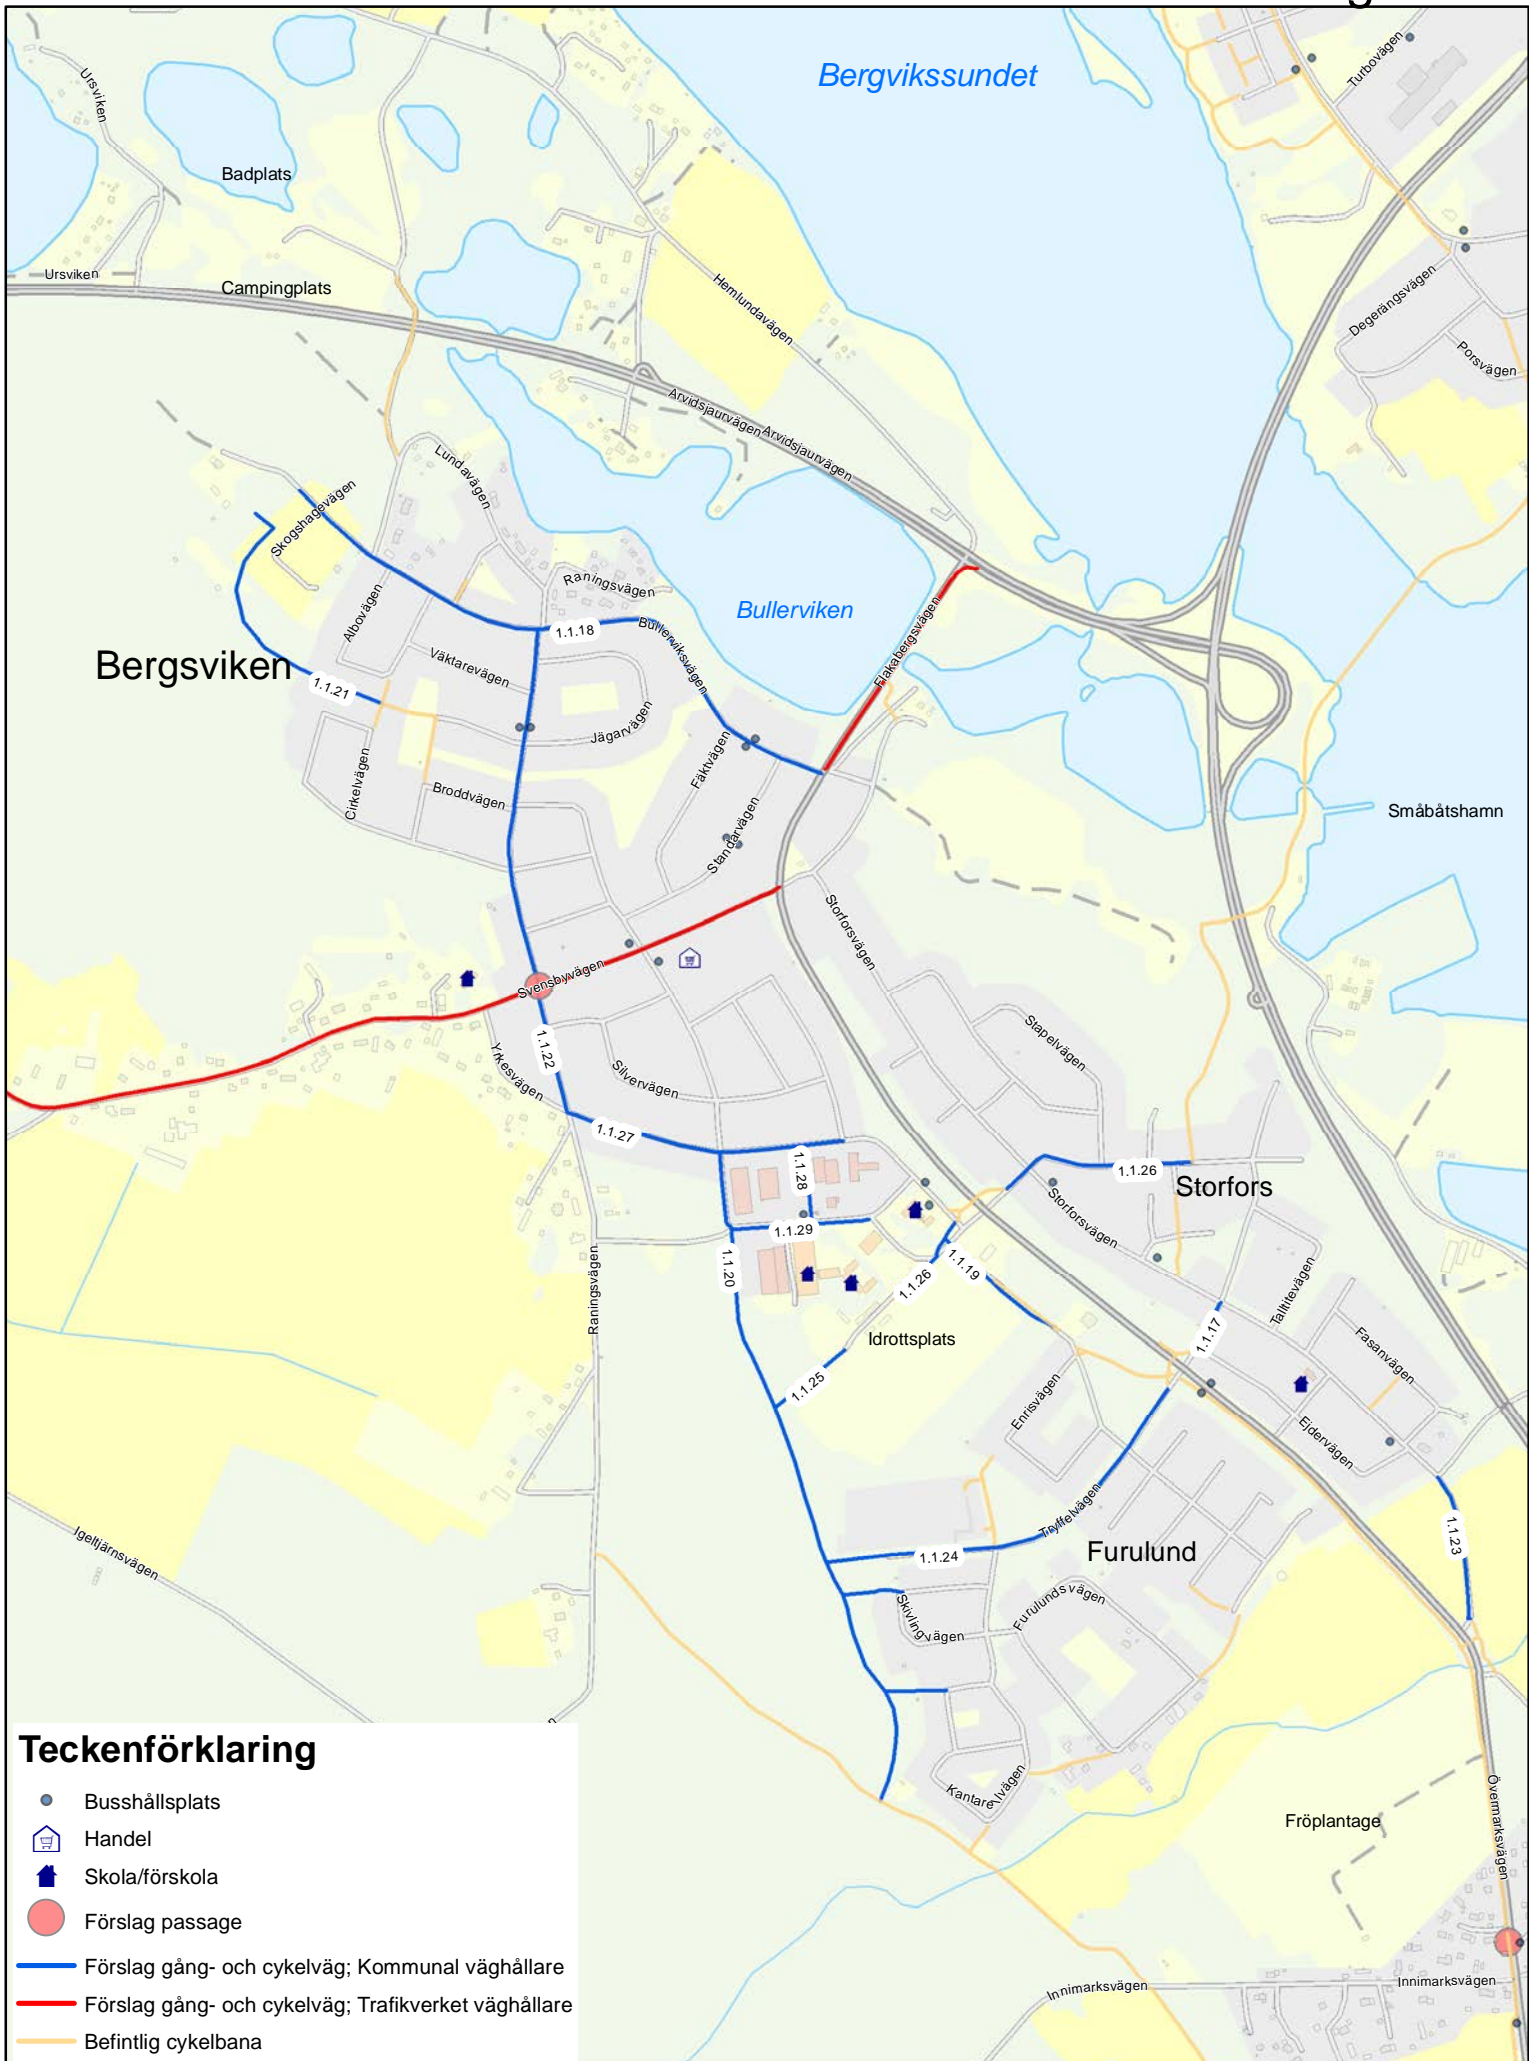 Bergvikssundet
Turbovägen
Ursviken
Badplats
Ursviken
Campingplats
Hemlundavägen
Degerängsvägen
Porsvägen
Arvidsjaurvägen
Arvidsjaurvägen
Lundavägen
Skogshagevägen
Raningsvägen
Albovägen
1.1.18
Bullerviksvägen
Bullerviken
Flakabergsvägen
Bergsviken
Väktarevägen
1.1.21
Jägarvägen
Fäktvägen
Cirkelvägen
Broddvägen
Standarvägen
Småbåtshamn
Storforsvägen
Svensbyvägen
1.1.22
Yrkesvägen
Silvervägen
Stapelvägen
1.1.27
1.1.28
1.1.26
Storfors
Storforsvägen
1.1.29
1.1.20
1.1.26
1.1.19
Raningsvägen
Talltitevägen
Idrottsplats
1.1.17
Fasanvägen
1.1.25
Enrisvägen
Ejdervägen
Tryffelvägen
1.1.24
Furulund
1.1.23
Igeltjärnsvägen
Skivlingvägen
Furulundsvägen
Kantarellvägen
Fröplantage
Övermarksvägen
Innimarksvägen
Innimarksvägen
Teckenförklaring
Busshållsplats
Handel
Skola/förskola
Förslag passage
Förslag gång- och cykelväg; Kommunal väghållare
Förslag gång- och cykelväg; Trafikverket väghållare
Befintlig cykelbana